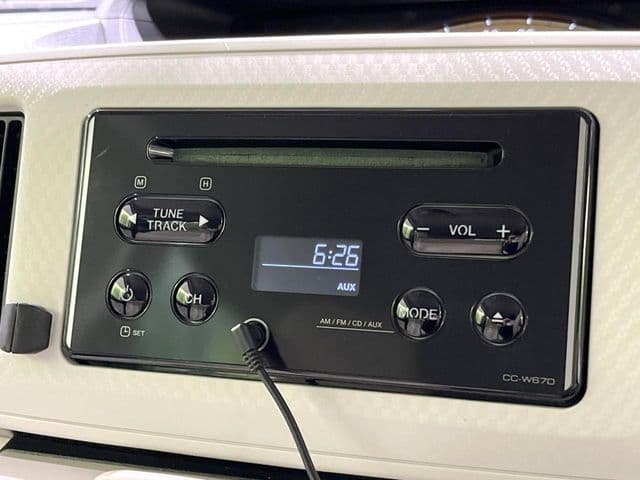 M H
TUNE
TRACK
− VOL +
6:26
AUX
CH
MODE
SET
AM / FM / CD / AUX
CC-W670